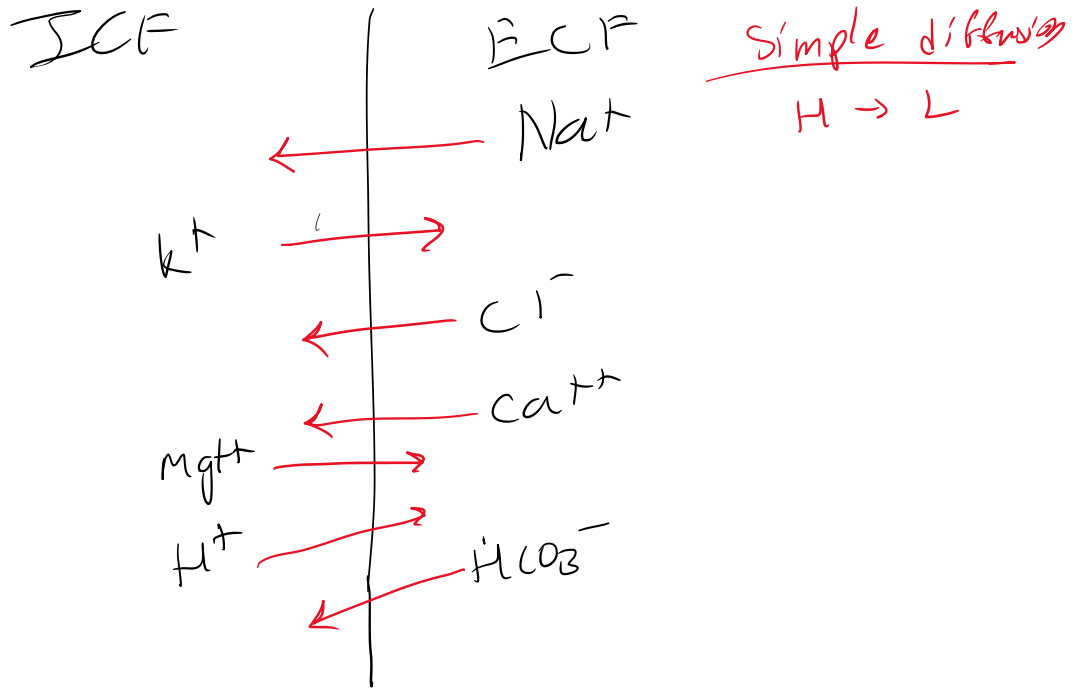 ICF
ECF
Simple diffusion
H → L
Na+
K+
Cl-
Ca++
Mg++
H+
HCO3-